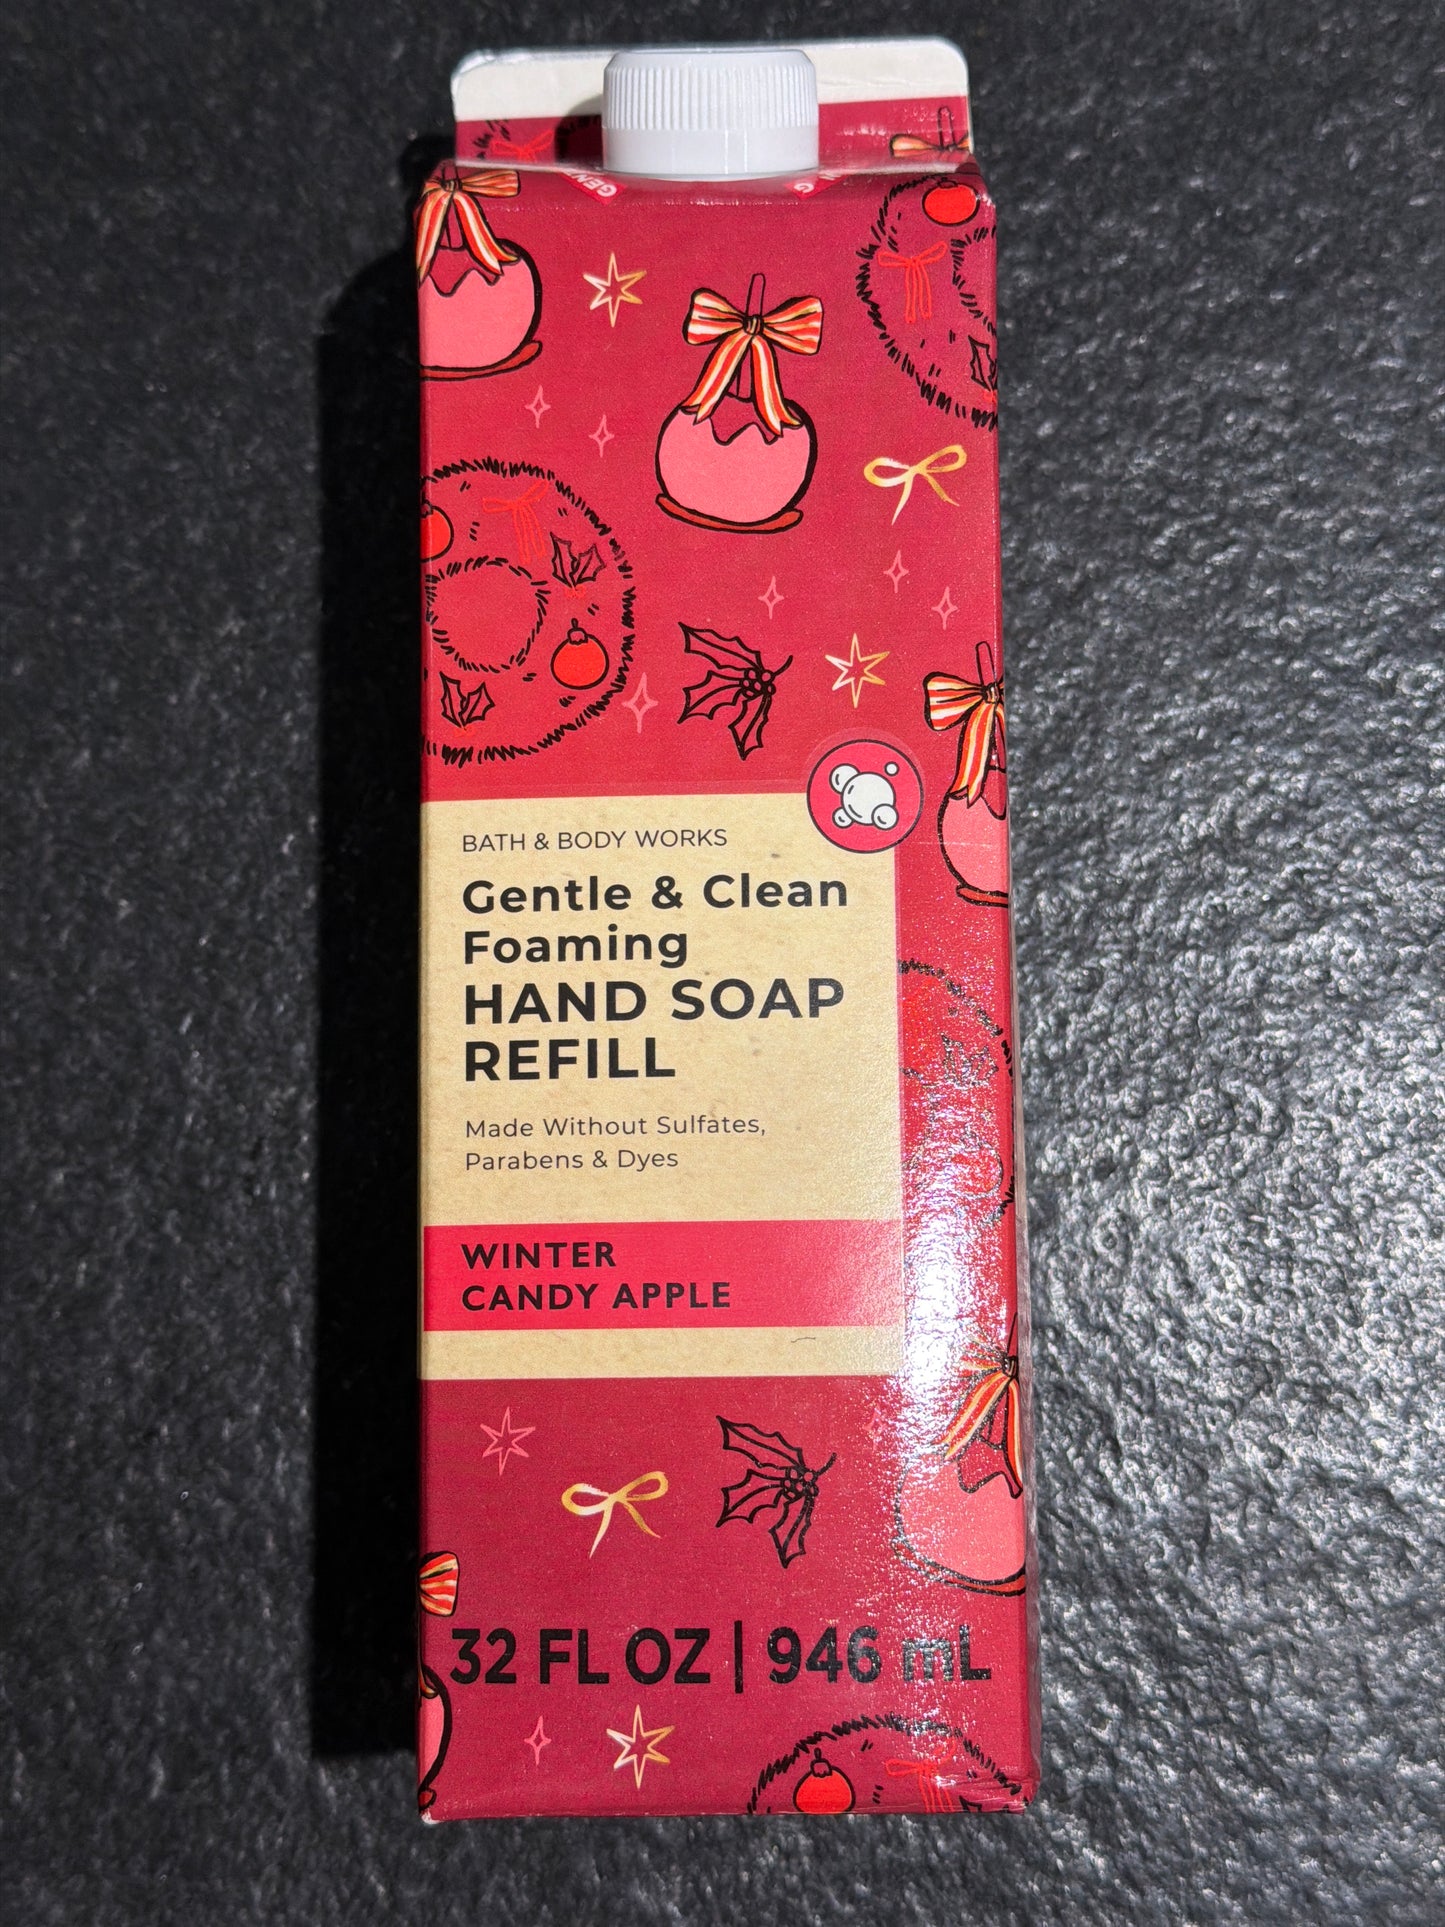 BATH & BODY WORKS
Gentle & Clean
Foaming
HAND SOAP
REFILL
Made Without Sulfates,
Parabens & Dyes
WINTER
CANDY APPLE
32 FL OZ | 946 mL